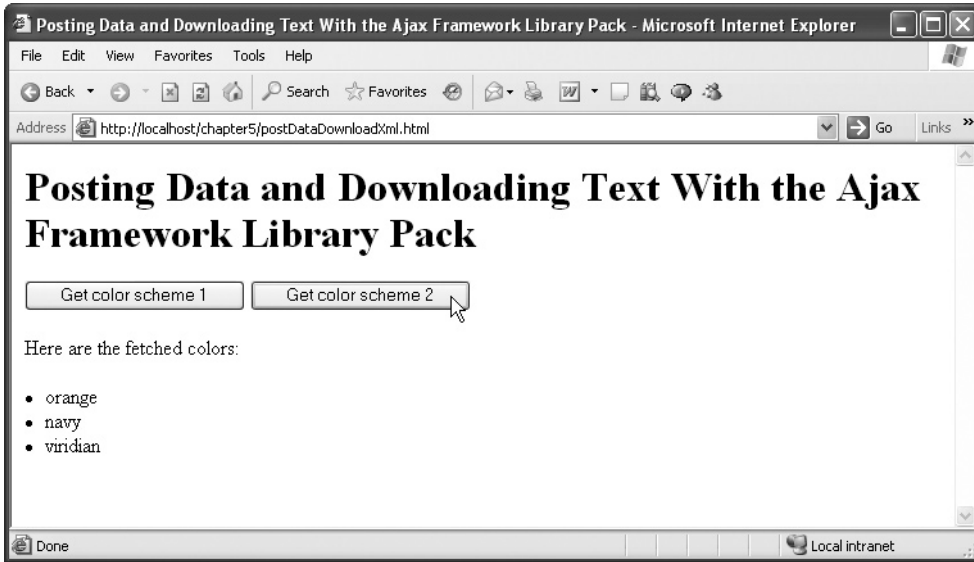 Posting Data and Downloading Text With the Ajax Framework Library Pack - Microsoft Internet Explorer
File Edit View Favorites Tools Help
Back Search Favorites
Address http://localhost/chapter5/postDataDownloadXml.html Go Links »
Posting Data and Downloading Text With the Ajax
Framework Library Pack
Get color scheme 1 Get color scheme 2
Here are the fetched colors:
• orange
• navy
• viridian
Done Local intranet